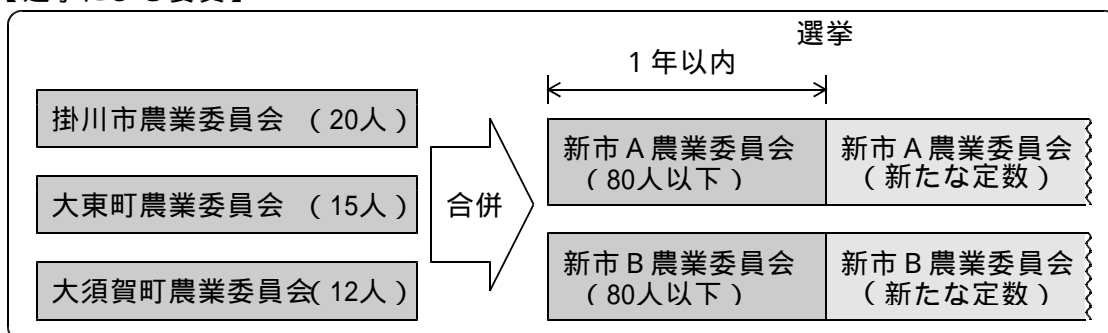 選挙
1年以内
掛川市農業委員会 (20人)
大東町農業委員会 (15人)
大須賀町農業委員会(12人)
合併
新市A農業委員会
(80人以下)
新市A農業委員会
(新たな定数)
新市B農業委員会
(80人以下)
新市B農業委員会
(新たな定数)